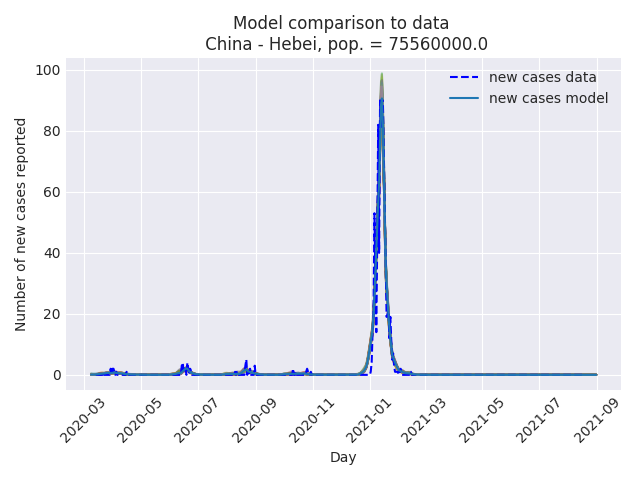 Model comparison to data
China - Hebei, pop. = 75560000.0
new cases data
new cases model
Number of new cases reported
100
80
60
40
20
0
2020-03
2020-05
2020-07
2020-09
2020-11
2021-01
2021-03
2021-05
2021-07
2021-09
Day